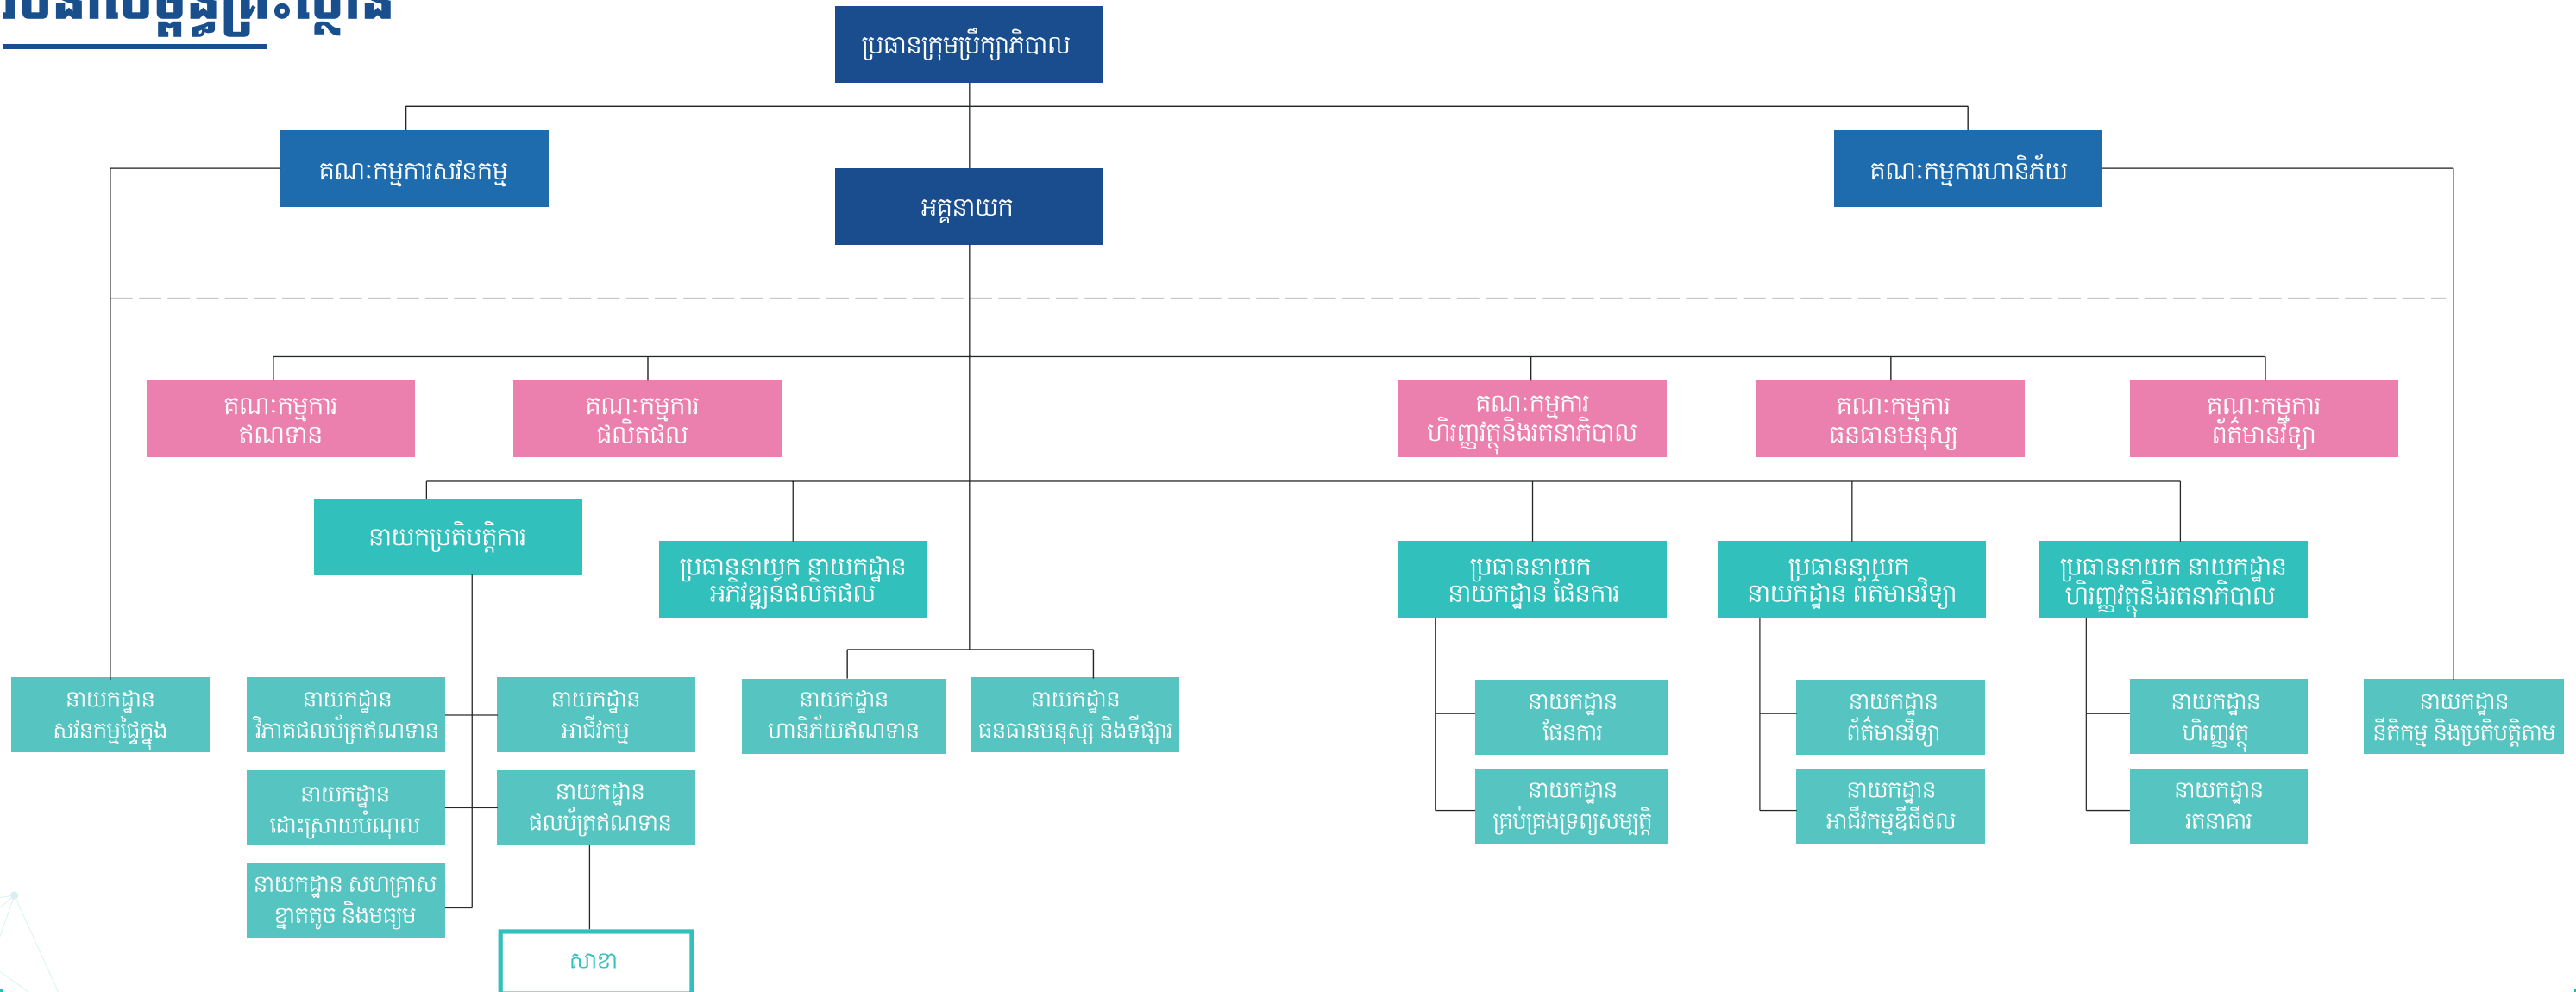 ប្រធានក្រុមប្រឹក្សាភិបាល
គណៈកម្មការសវនកម្ម
គណៈកម្មការហានិភ័យ
អគ្គនាយក
គណៈកម្មការ
ឥណទាន
គណៈកម្មការ
ផលិតផល
គណៈកម្មការ
ហិរញ្ញវត្ថុនិងរតនាភិបាល
គណៈកម្មការ
ធនធានមនុស្ស
គណៈកម្មការ
ព័ត៌មានវិទ្យា
នាយកប្រតិបត្តិការ
ប្រធាននាយក នាយកដ្ឋាន
អភិវឌ្ឍន៍ផលិតផល
ប្រធាននាយក
នាយកដ្ឋាន ផែនការ
ប្រធាននាយក
នាយកដ្ឋាន ព័ត៌មានវិទ្យា
ប្រធាននាយក នាយកដ្ឋាន
ហិរញ្ញវត្ថុនិងរតនាភិបាល
នាយកដ្ឋាន
សវនកម្មផ្ទៃក្នុង
នាយកដ្ឋាន
វិភាគផលប័ត្រឥណទាន
នាយកដ្ឋាន
អាជីវកម្ម
នាយកដ្ឋាន
ហានិភ័យឥណទាន
នាយកដ្ឋាន
ធនធានមនុស្ស និងទីផ្សារ
នាយកដ្ឋាន
ផែនការ
នាយកដ្ឋាន
ព័ត៌មានវិទ្យា
នាយកដ្ឋាន
ហិរញ្ញវត្ថុ
នាយកដ្ឋាន
នីតិកម្ម និងប្រតិបត្តិតាម
នាយកដ្ឋាន
ដោះស្រាយបំណុល
នាយកដ្ឋាន
ផលប័ត្រឥណទាន
នាយកដ្ឋាន
គ្រប់គ្រងទ្រព្យសម្បត្តិ
នាយកដ្ឋាន
អាជីវកម្មឌីជីថល
នាយកដ្ឋាន
រតនាគារ
នាយកដ្ឋាន សហគ្រាស
ខ្នាតតូច និងមធ្យម
សាខា